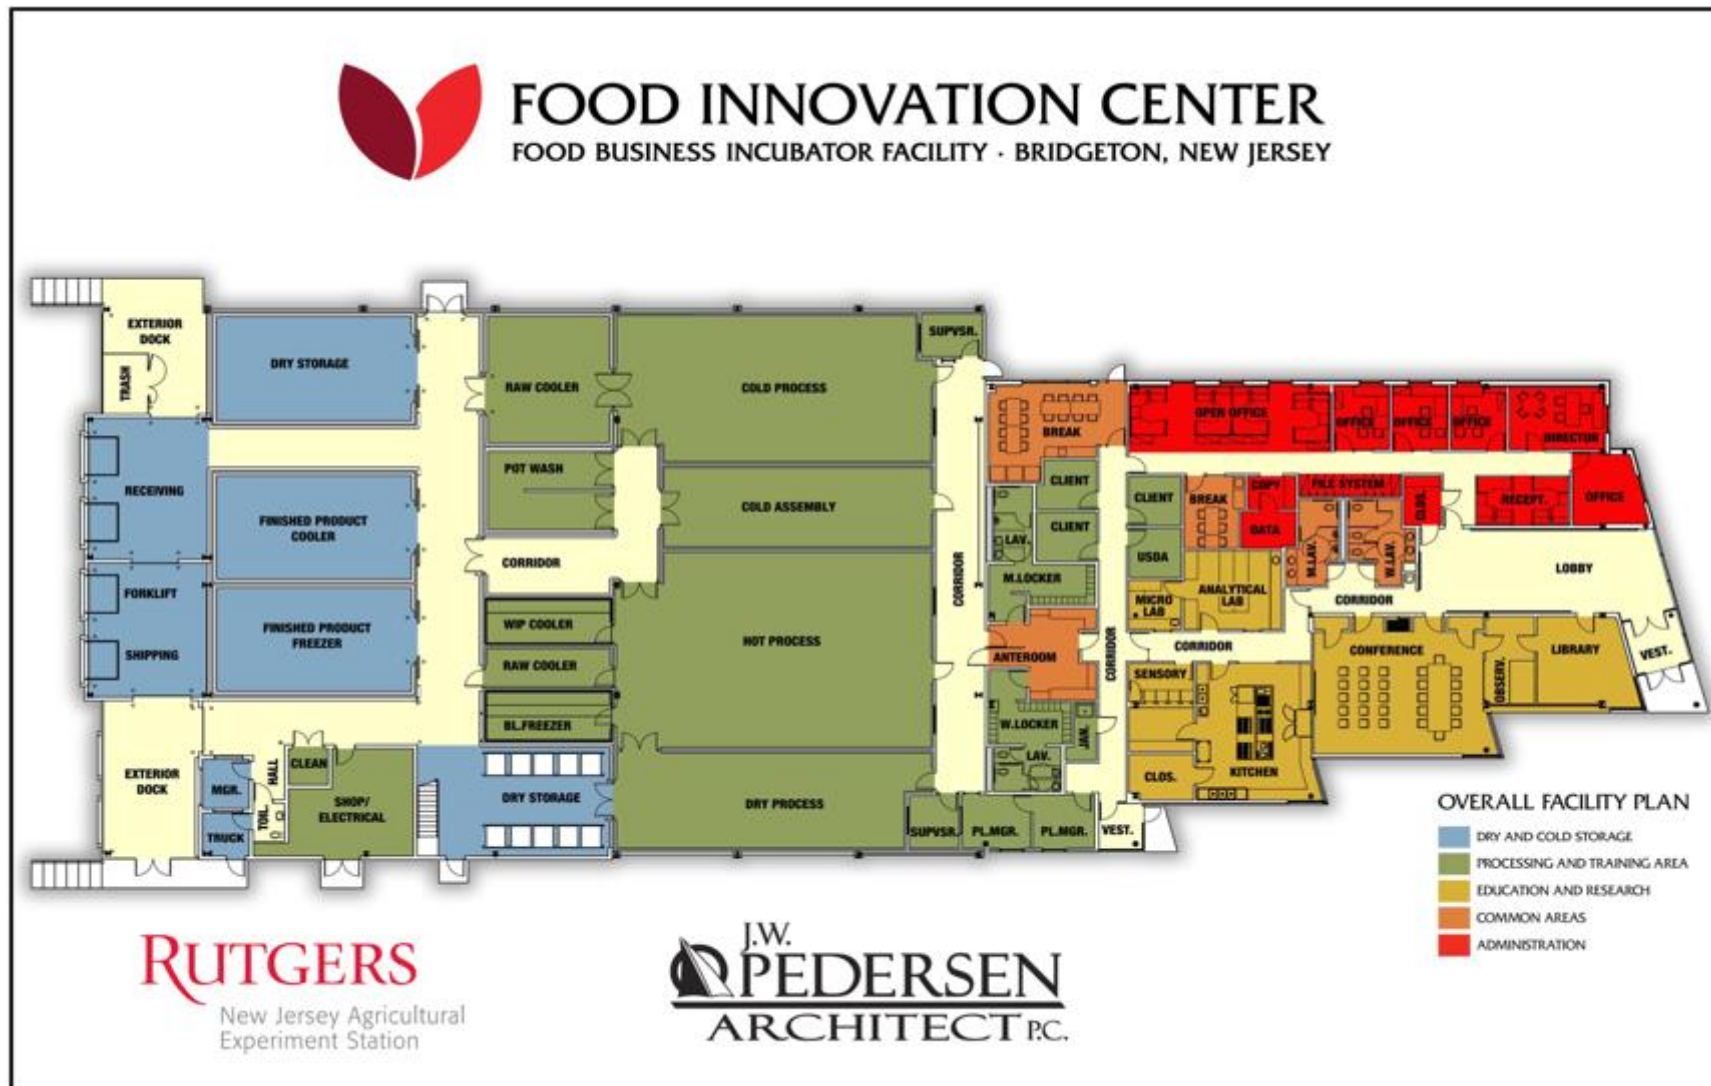 FOOD INNOVATION CENTER
FOOD BUSINESS INCUBATOR FACILITY · BRIDGETON, NEW JERSEY
EXTERIOR
DOCK
TRASH
DRY STORAGE
RECEIVING
FINISHED PRODUCT
COOLER
FORKLIFT
SHIPPING
FINISHED PRODUCT
FREEZER
EXTERIOR
DOCK
MGR.
TRUCK
HALL
TOIL.
CLEAN
SHOP/
ELECTRICAL
RAW COOLER
POT WASH
CORRIDOR
WIP COOLER
RAW COOLER
BL.FREEZER
DRY STORAGE
COLD PROCESS
SUPVSR.
COLD ASSEMBLY
HOT PROCESS
DRY PROCESS
SUPVSR.
PL.MGR.
PL.MGR.
VEST.
CORRIDOR
BREAK
CLIENT
CLIENT
LAV.
M.LOCKER
ANTEROOM
W.LOCKER
JAN.
LAV.
CORRIDOR
OPEN OFFICE
OFFICE
OFFICE
OFFICE
DIRECTOR
CLIENT
BREAK
COPY
DATA
FILE SYSTEM
CLOS.
RECEPT.
OFFICE
USDA
MICRO
LAB
ANALYTICAL
LAB
M.LAV.
W.LAV.
LOBBY
CORRIDOR
CORRIDOR
SENSORY
CLOS.
KITCHEN
CONFERENCE
OBSERV.
LIBRARY
VEST.
OVERALL FACILITY PLAN
DRY AND COLD STORAGE
PROCESSING AND TRAINING AREA
EDUCATION AND RESEARCH
COMMON AREAS
ADMINISTRATION
RUTGERS
New Jersey Agricultural
Experiment Station
J.W.
PEDERSEN
ARCHITECT P.C.